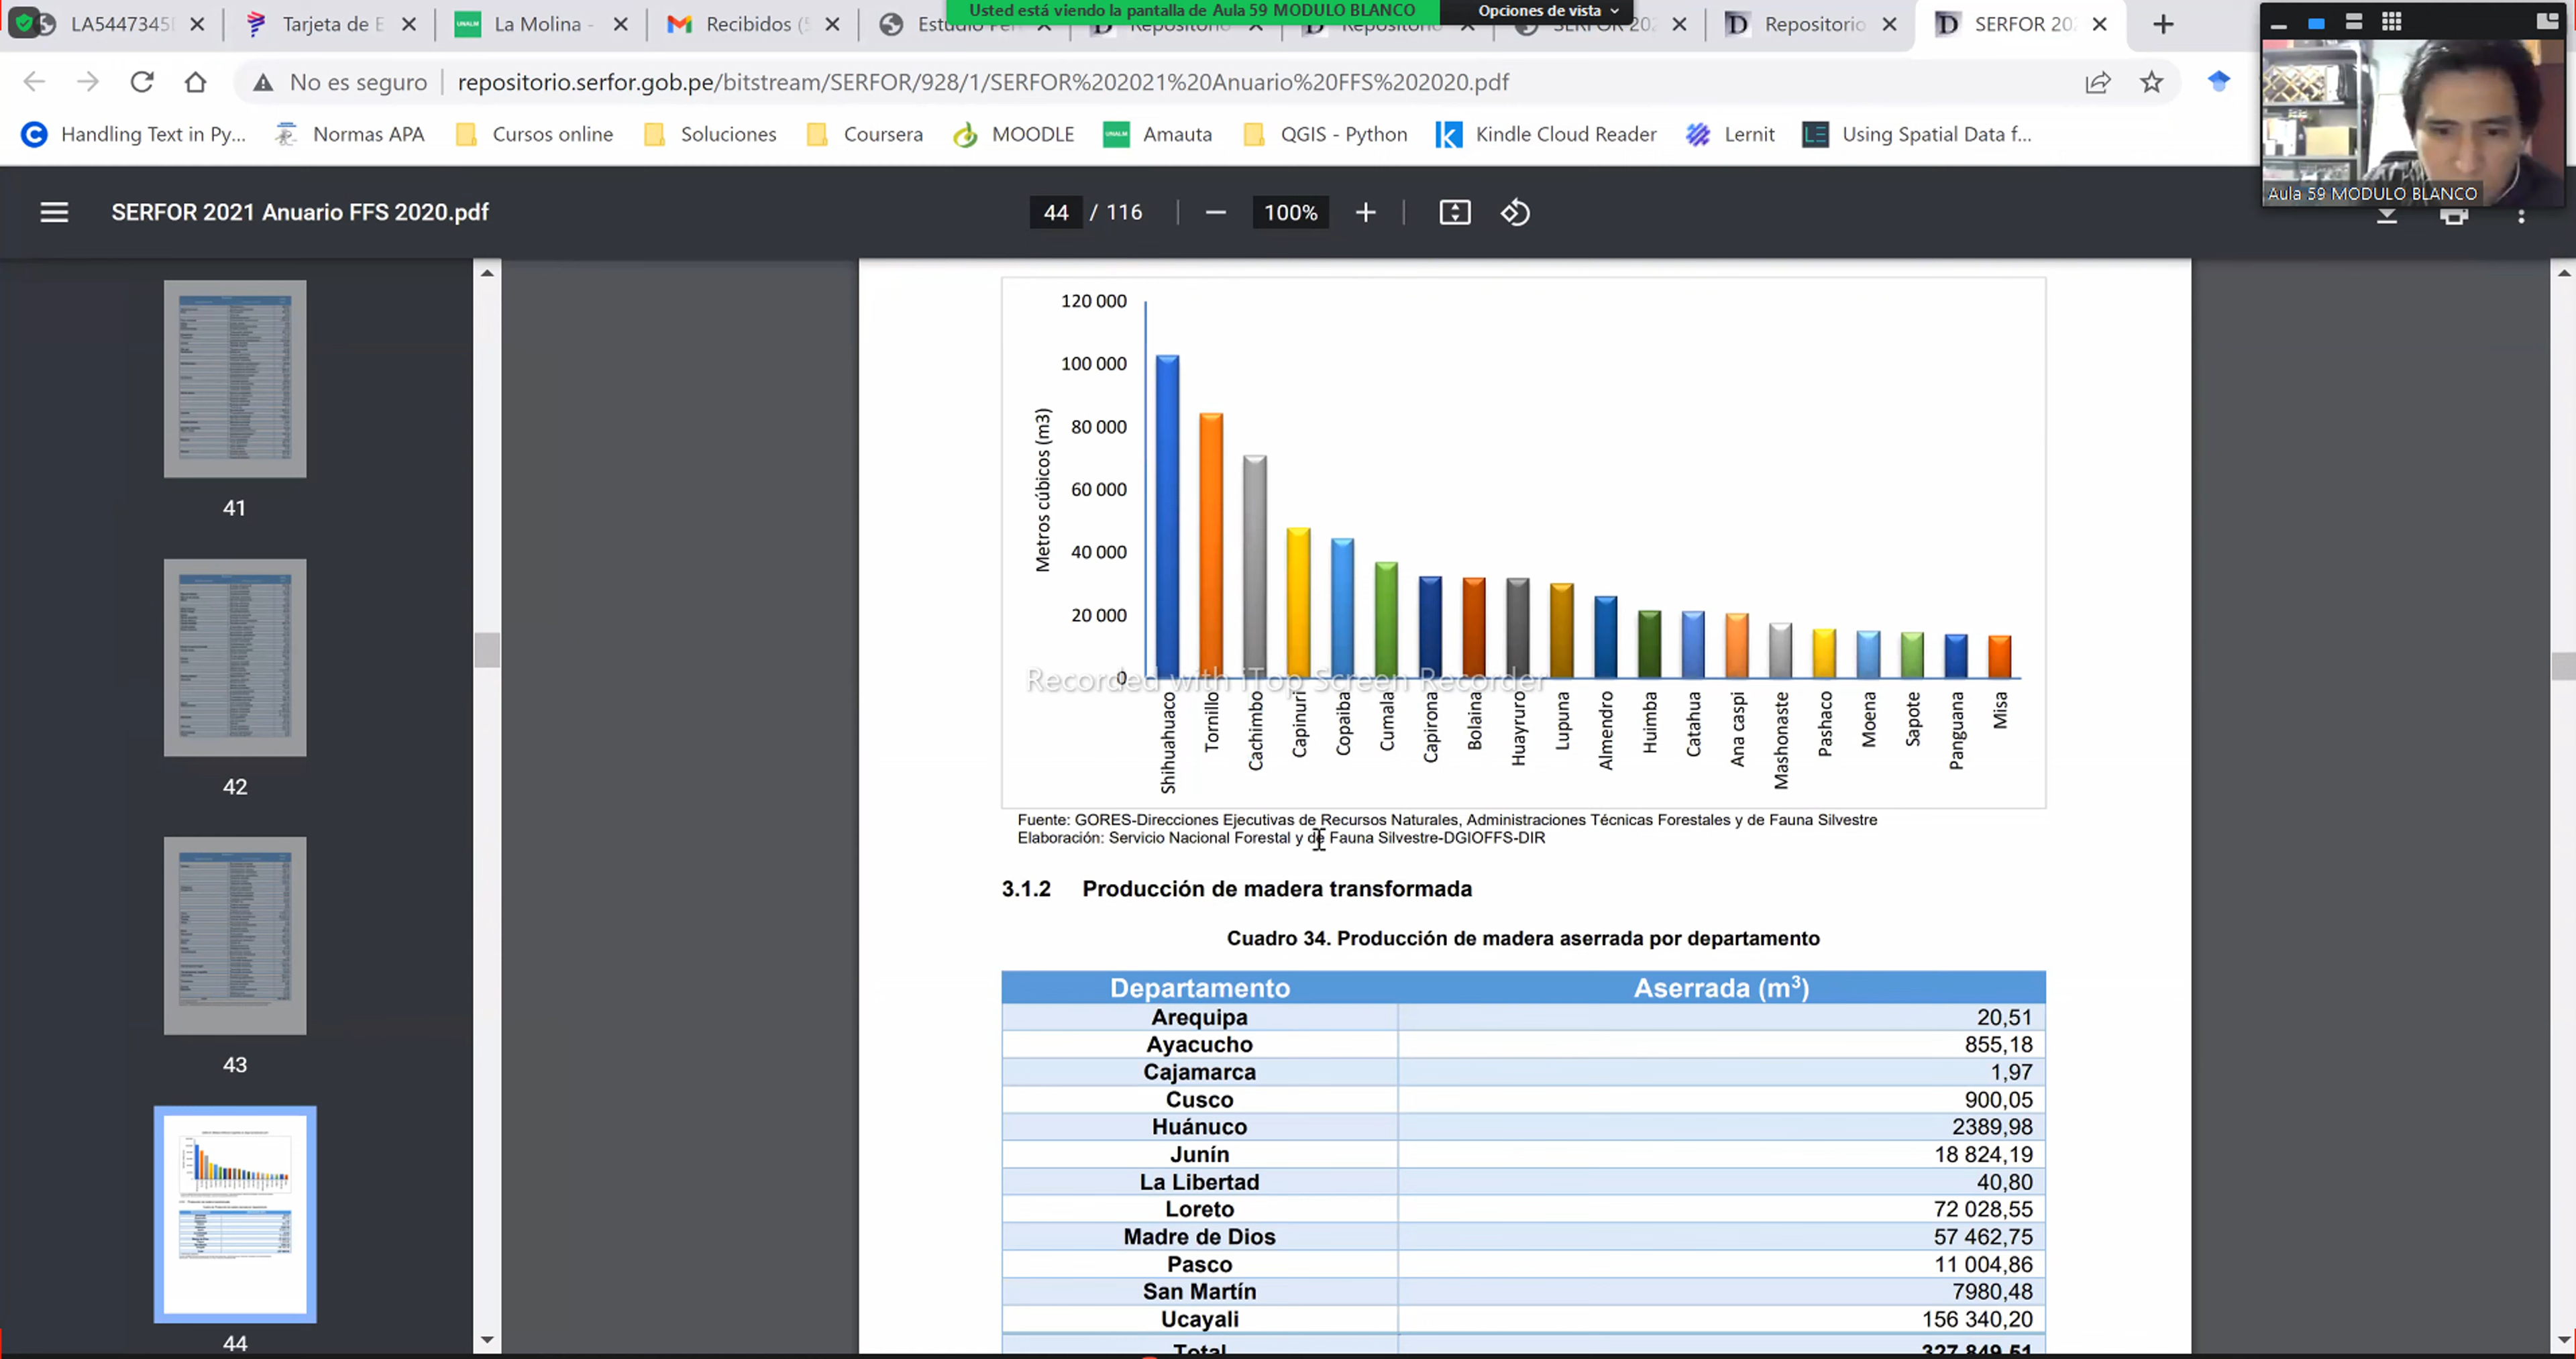 Usted está viendo la pantalla de Aula 59 MODULO BLANCO
Opciones de vista
LA5447345
Tarjeta de E
La Molina -
Recibidos (5
Repositorio
SERFOR 202
No es seguro
repositorio.serfor.gob.pe/bitstream/SERFOR/928/1/SERFOR%202021%20Anuario%20FFS%202020.pdf
Handling Text in Py...
Normas APA
Cursos online
Soluciones
Coursera
MOODLE
UNALM
Amauta
QGIS - Python
Kindle Cloud Reader
Lernit
Using Spatial Data f...
Aula 59 MODULO BLANCO
SERFOR 2021 Anuario FFS 2020.pdf
44 / 116
100%
41
42
43
44
120 000
100 000
80 000
60 000
40 000
20 000
0
Metros cúbicos (m3)
Shihuahuaco
Tornillo
Cachimbo
Capinurí
Copaiba
Cumala
Capirona
Bolaina
Huayruro
Lupuna
Almendro
Huimba
Catahua
Ana caspi
Mashonaste
Pashaco
Moena
Sapote
Panguana
Misa
Recorded with iTop Screen Recorder
Fuente: GORES-Direcciones Ejecutivas de Recursos Naturales, Administraciones Técnicas Forestales y de Fauna Silvestre
Elaboración: Servicio Nacional Forestal y de Fauna Silvestre-DGIOFFS-DIR
3.1.2 Producción de madera transformada
Cuadro 34. Producción de madera aserrada por departamento
Departamento Aserrada (m³)
Arequipa 20,51
Ayacucho 855,18
Cajamarca 1,97
Cusco 900,05
Huánuco 2389,98
Junín 18 824,19
La Libertad 40,80
Loreto 72 028,55
Madre de Dios 57 462,75
Pasco 11 004,86
San Martín 7980,48
Ucayali 156 340,20
Total 327 849,51